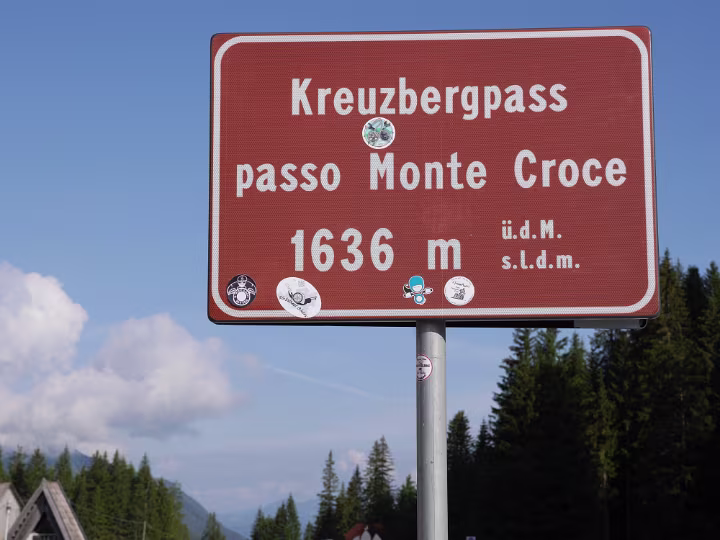 Kreuzbergpass
passo Monte Croce
1636 m
ü.d.M.
s.l.d.m.